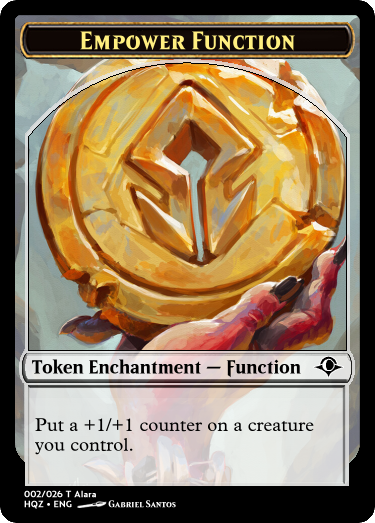 Empower Function
Token Enchantment — Function
Put a +1/+1 counter on a creature
you control.
002/026 T Alara
HQZ • ENG Gabriel Santos